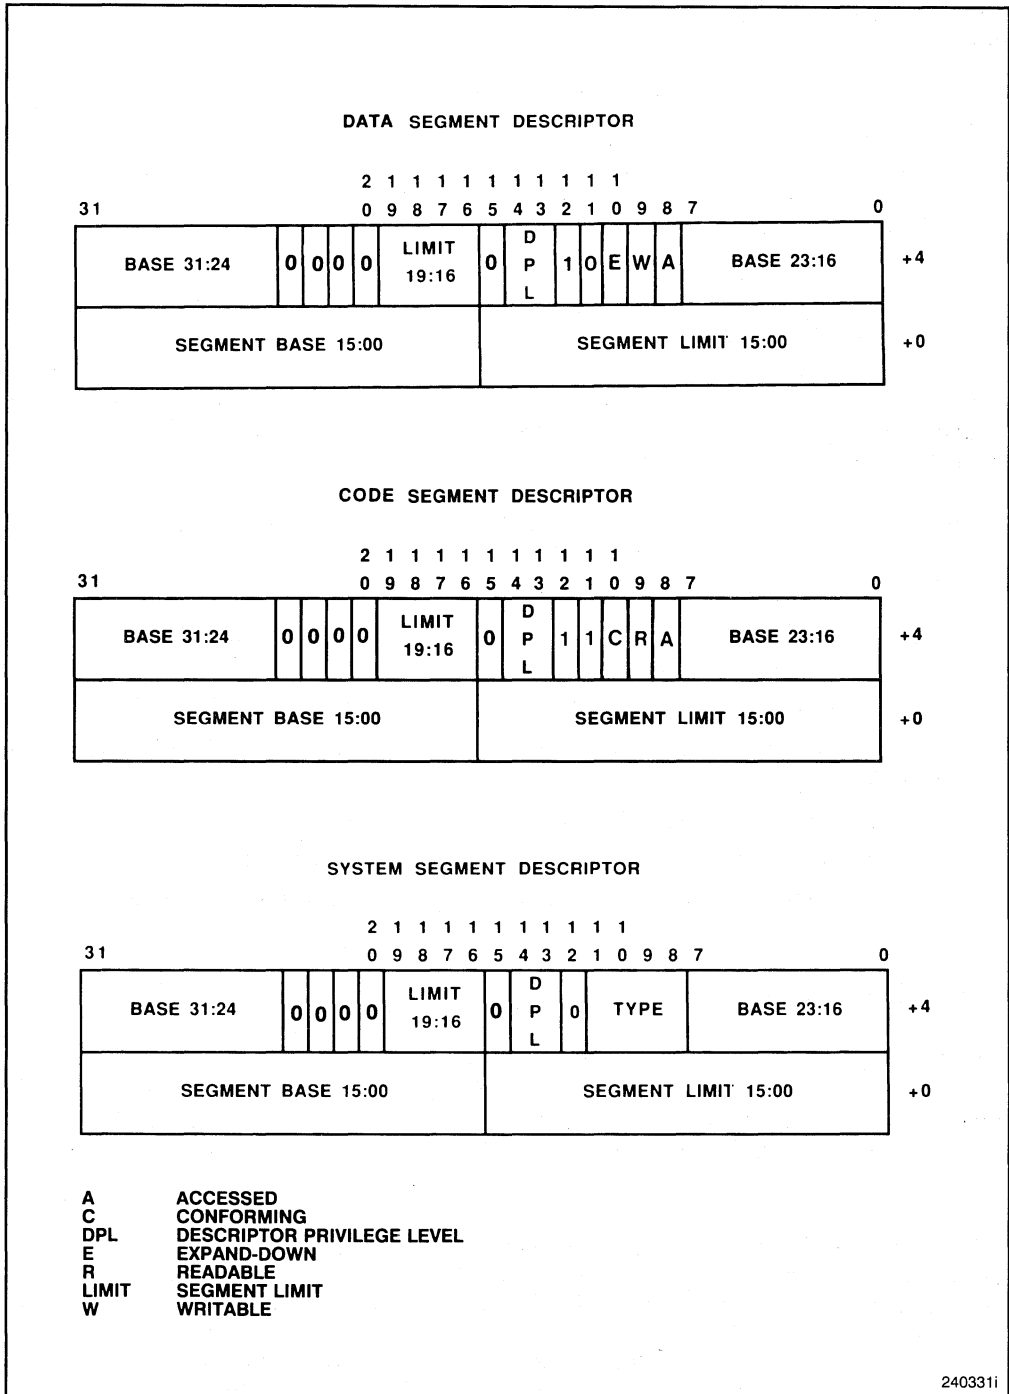 DATA SEGMENT DESCRIPTOR
2 1 1 1 1 1 1 1 1 1 1
31 0 9 8 7 6 5 4 3 2 1 0 9 8 7 0
BASE 31:24 0 0 0 0 LIMIT 19:16 0 DPL 1 0 E W A BASE 23:16 +4
SEGMENT BASE 15:00 SEGMENT LIMIT 15:00 +0
CODE SEGMENT DESCRIPTOR
2 1 1 1 1 1 1 1 1 1 1
31 0 9 8 7 6 5 4 3 2 1 0 9 8 7 0
BASE 31:24 0 0 0 0 LIMIT 19:16 0 DPL 1 1 C R A BASE 23:16 +4
SEGMENT BASE 15:00 SEGMENT LIMIT 15:00 +0
SYSTEM SEGMENT DESCRIPTOR
2 1 1 1 1 1 1 1 1 1 1
31 0 9 8 7 6 5 4 3 2 1 0 9 8 7 0
BASE 31:24 0 0 0 0 LIMIT 19:16 0 DPL 0 TYPE BASE 23:16 +4
SEGMENT BASE 15:00 SEGMENT LIMIT 15:00 +0
A ACCESSED
C CONFORMING
DPL DESCRIPTOR PRIVILEGE LEVEL
E EXPAND-DOWN
R READABLE
LIMIT SEGMENT LIMIT
W WRITABLE
240331i